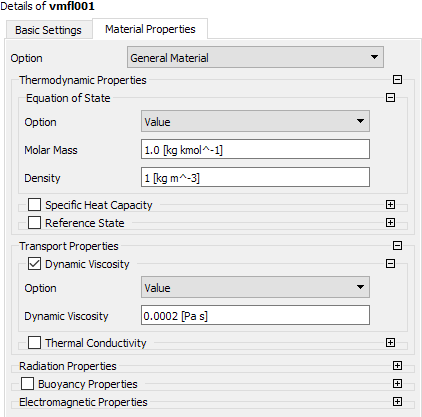 Details of vmfl001
Basic Settings Material Properties
Option General Material
Thermodynamic Properties
Equation of State
Option Value
Molar Mass 1.0 [kg kmol^-1]
Density 1 [kg m^-3]
Specific Heat Capacity
Reference State
Transport Properties
Dynamic Viscosity
Option Value
Dynamic Viscosity 0.0002 [Pa s]
Thermal Conductivity
Radiation Properties
Buoyancy Properties
Electromagnetic Properties